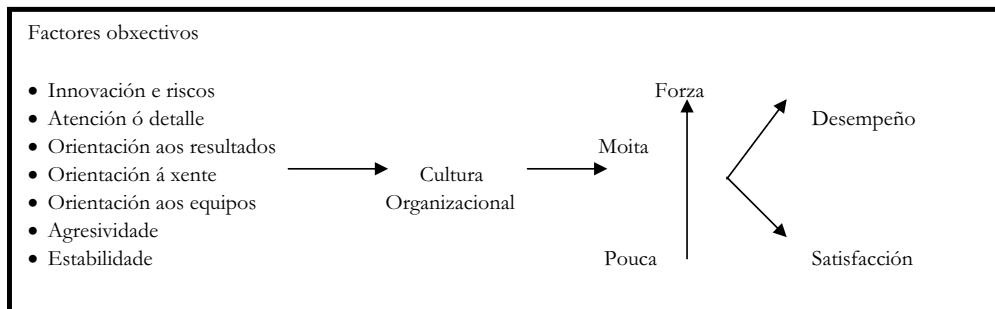 Factores obxectivos
• Innovación e riscos
• Atención ó detalle
• Orientación aos resultados
• Orientación á xente
• Orientación aos equipos
• Agresividade
• Estabilidade
Cultura
Organizacional
Forza
Moita
Pouca
Desempeño
Satisfacción